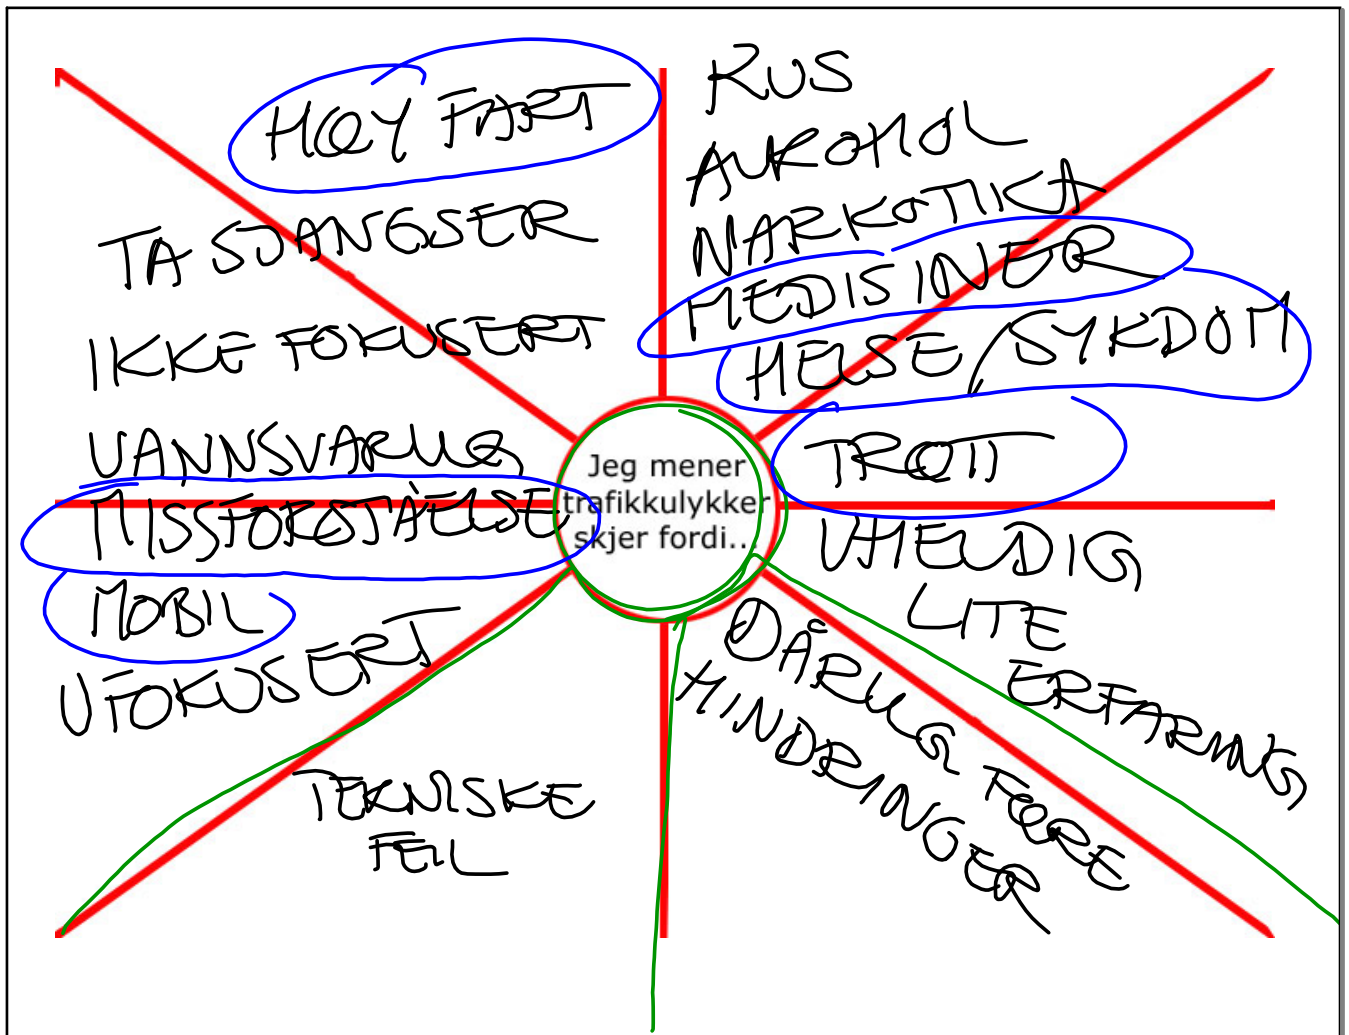 HØY FART
TA SJANGSER
IKKE FOKUSERT
UANNSVARLIG
MISSFORSTÅELSE
MOBIL
UFOKUSERT
TEKNISKE
FEIL
RUS
ALKOHOL
NARKOTIKA
MEDISINER
HELSE/SYKDOM
TRØTT
Jeg mener
trafikkulykker
skjer fordi...
UHELDIG
LITE
ERFARING
DÅRLIG FØRE
HINDRINGER